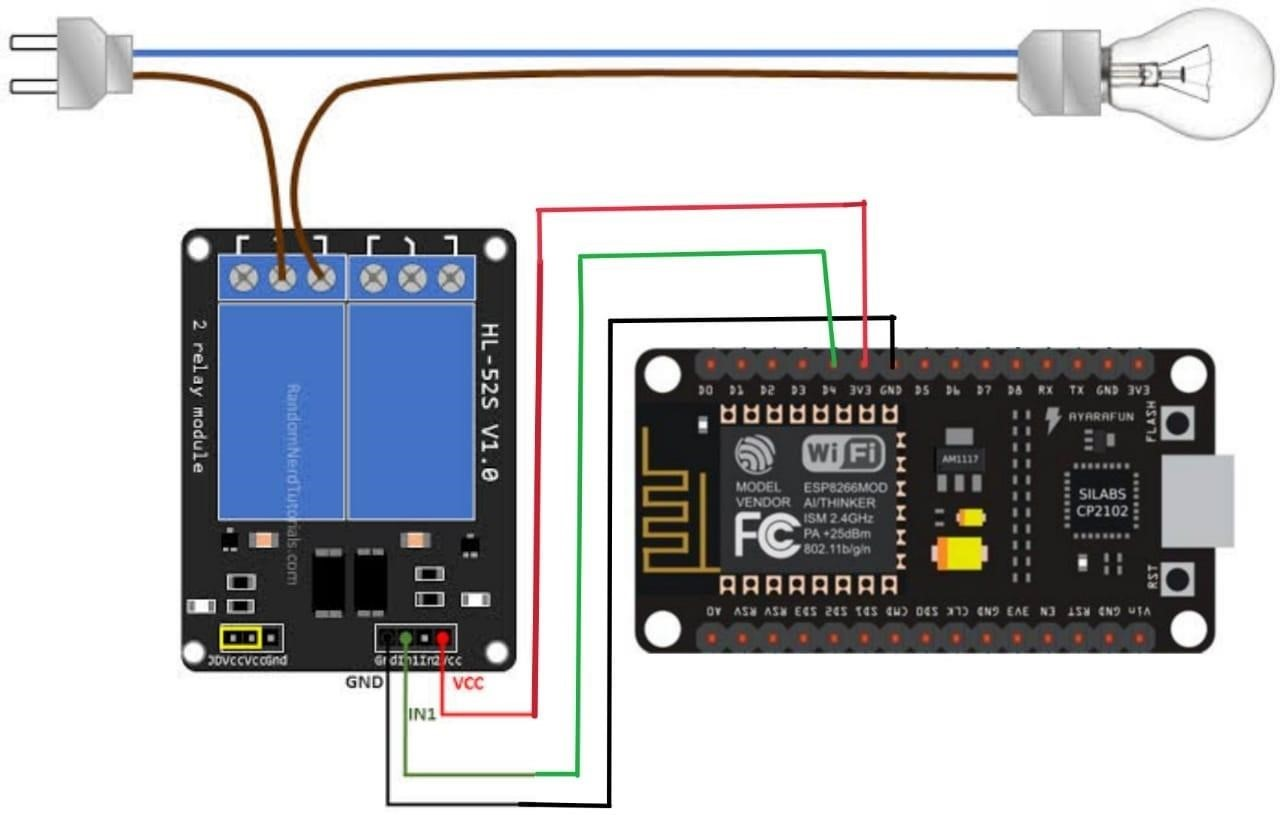 2 relay module
HL-52S V1.0
RandomNerdTutorials.com
JDVccVccGnd
GndIn1In2Vcc
GND
IN1
VCC
D0 D1 D2 D3 D4 3V3 GND D5 D6 D7 D8 RX TX GND 3V3
AYARAFUN
FLASH
WiFi
MODEL
VENDOR
FC
ESP8266MOD
AI/THINKER
ISM 2.4GHz
PA +25dBm
802.11b/g/n
AM1117
SILABS
CP2102
RST
A0 RSV RSV SD3 SD2 SD1 CMD SD0 CLK GND 3V3 EN RST GND Vin